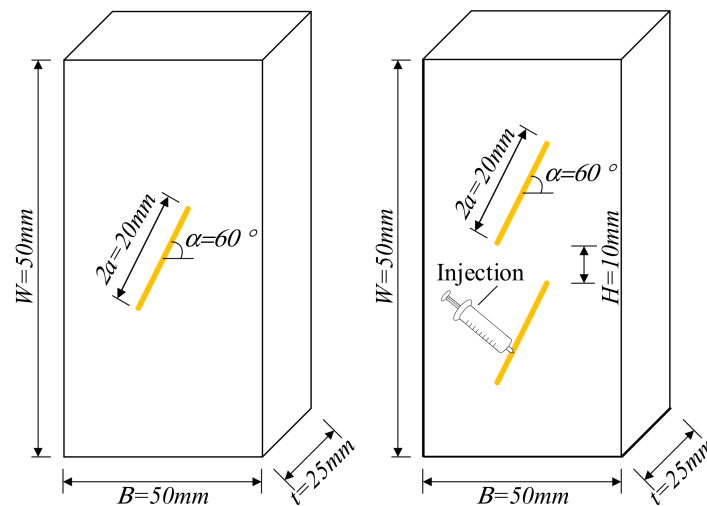 W=50mm
2a=20mm
α=60°
B=50mm
t=25mm
W=50mm
2a=20mm
α=60°
H=10mm
Injection
B=50mm
t=25mm